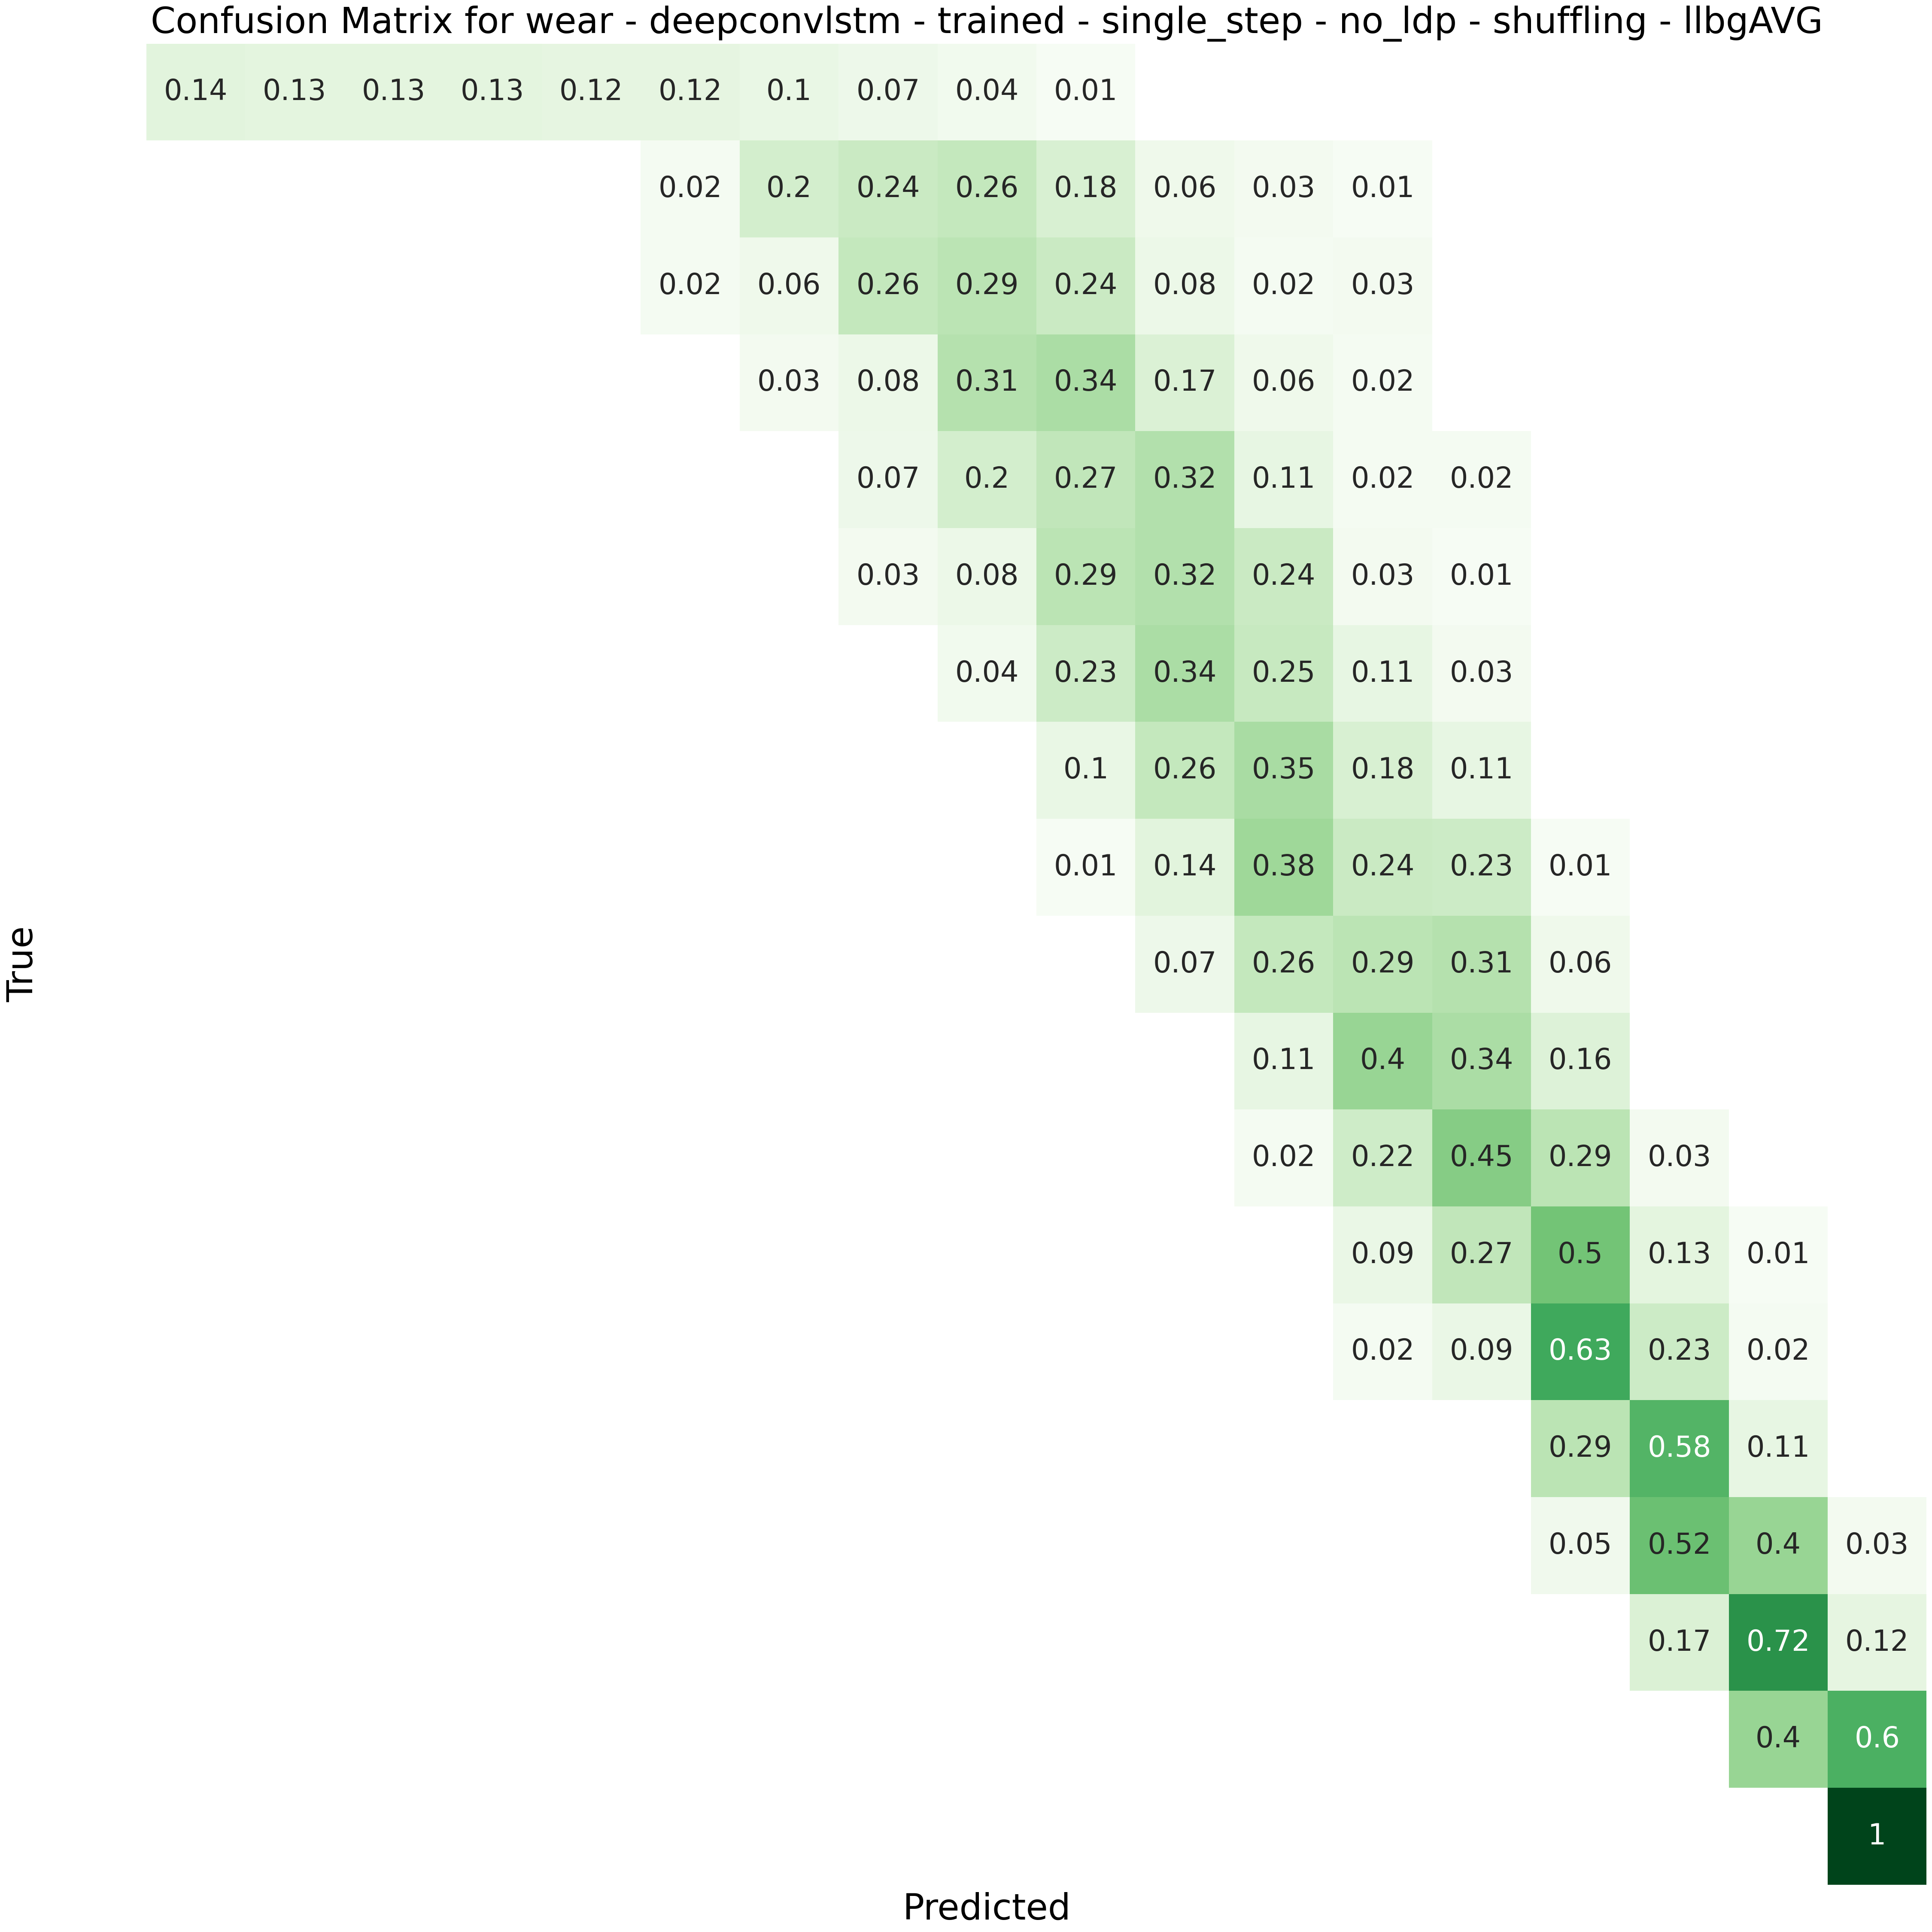 Confusion Matrix for wear - deepconvlstm - trained - single_step - no_ldp - shuffling - llbgAVG
0.14 0.13 0.13 0.13 0.12 0.12 0.1 0.07 0.04 0.01
0.02 0.2 0.24 0.26 0.18 0.06 0.03 0.01
0.02 0.06 0.26 0.29 0.24 0.08 0.02 0.03
0.03 0.08 0.31 0.34 0.17 0.06 0.02
0.07 0.2 0.27 0.32 0.11 0.02 0.02
0.03 0.08 0.29 0.32 0.24 0.03 0.01
0.04 0.23 0.34 0.25 0.11 0.03
0.1 0.26 0.35 0.18 0.11
0.01 0.14 0.38 0.24 0.23 0.01
True
0.07 0.26 0.29 0.31 0.06
0.11 0.4 0.34 0.16
0.02 0.22 0.45 0.29 0.03
0.09 0.27 0.5 0.13 0.01
0.02 0.09 0.63 0.23 0.02
0.29 0.58 0.11
0.05 0.52 0.4 0.03
0.17 0.72 0.12
0.4 0.6
1
Predicted